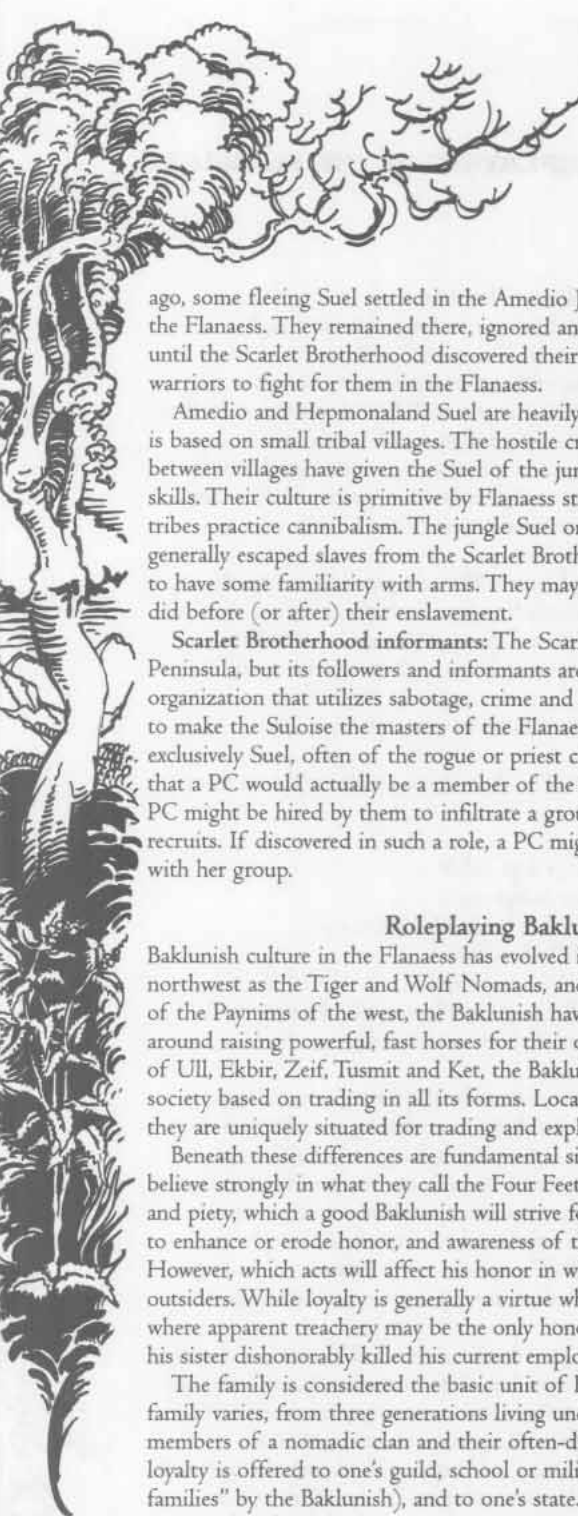 ago, some fleeing Suel settled in the Amedio J
the Flanaess. They remained there, ignored an
until the Scarlet Brotherhood discovered their
warriors to fight for them in the Flanaess.
Amedio and Hepmonaland Suel are heavily
is based on small tribal villages. The hostile cr
between villages have given the Suel of the jun
skills. Their culture is primitive by Flanaess st
tribes practice cannibalism. The jungle Suel or
generally escaped slaves from the Scarlet Broth
to have some familiarity with arms. They may
did before (or after) their enslavement.
Scarlet Brotherhood informants: The Scar
Peninsula, but its followers and informants are
organization that utilizes sabotage, crime and
to make the Suloise the masters of the Flanae
exclusively Suel, often of the rogue or priest c
that a PC would actually be a member of the
PC might be hired by them to infiltrate a grou
recruits. If discovered in such a role, a PC mig
with her group.
Roleplaying Baklu
Baklunish culture in the Flanaess has evolved i
northwest as the Tiger and Wolf Nomads, and
of the Paynims of the west, the Baklunish hav
around raising powerful, fast horses for their c
of Ull, Ekbir, Zeif, Tusmit and Ket, the Baklu
society based on trading in all its forms. Loca
they are uniquely situated for trading and expl
Beneath these differences are fundamental si
believe strongly in what they call the Four Feet
and piety, which a good Baklunish will strive fo
to enhance or erode honor, and awareness of t
However, which acts will affect his honor in w
outsiders. While loyalty is generally a virtue wh
where apparent treachery may be the only hono
his sister dishonorably killed his current emplo
The family is considered the basic unit of l
family varies, from three generations living und
members of a nomadic clan and their often-d
loyalty is offered to one's guild, school or mili
families" by the Baklunish), and to one's state.